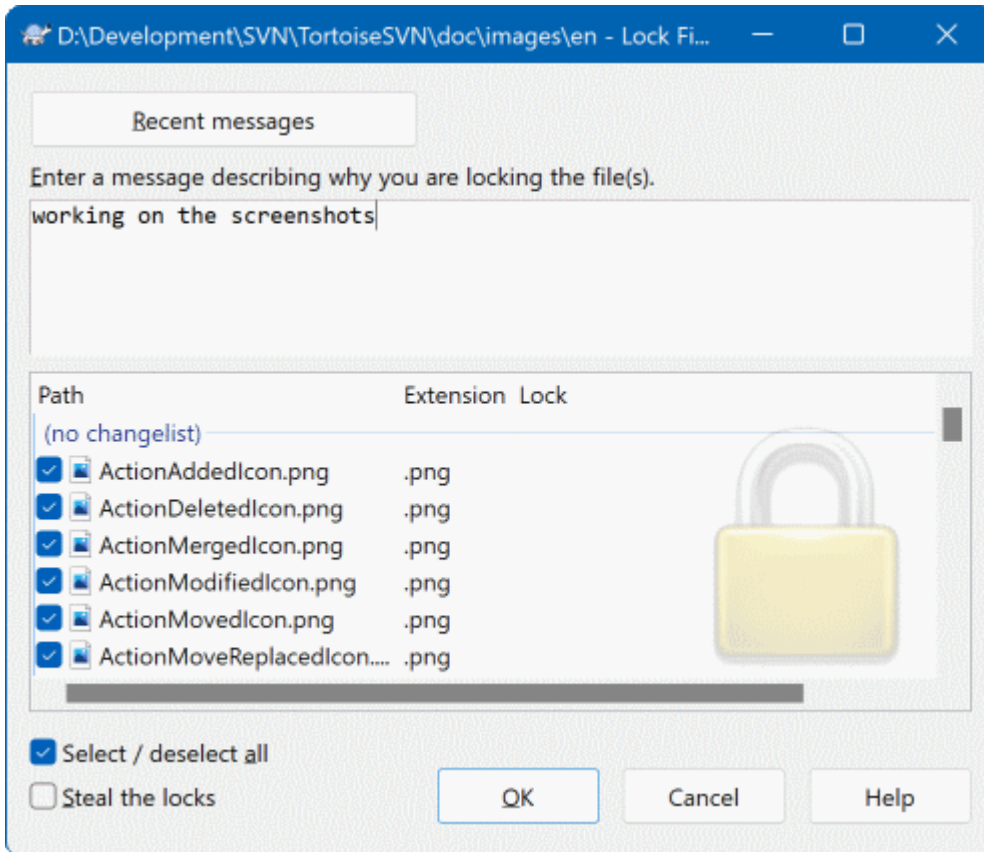 D:\Development\SVN\TortoiseSVN\doc\images\en - Lock Fi...
Recent messages
Enter a message describing why you are locking the file(s).
working on the screenshots
Path Extension Lock
(no changelist)
ActionAddedIcon.png .png
ActionDeletedIcon.png .png
ActionMergedIcon.png .png
ActionModifiedIcon.png .png
ActionMovedIcon.png .png
ActionMoveReplacedIcon.... .png
Select / deselect all
Steal the locks
OK Cancel Help